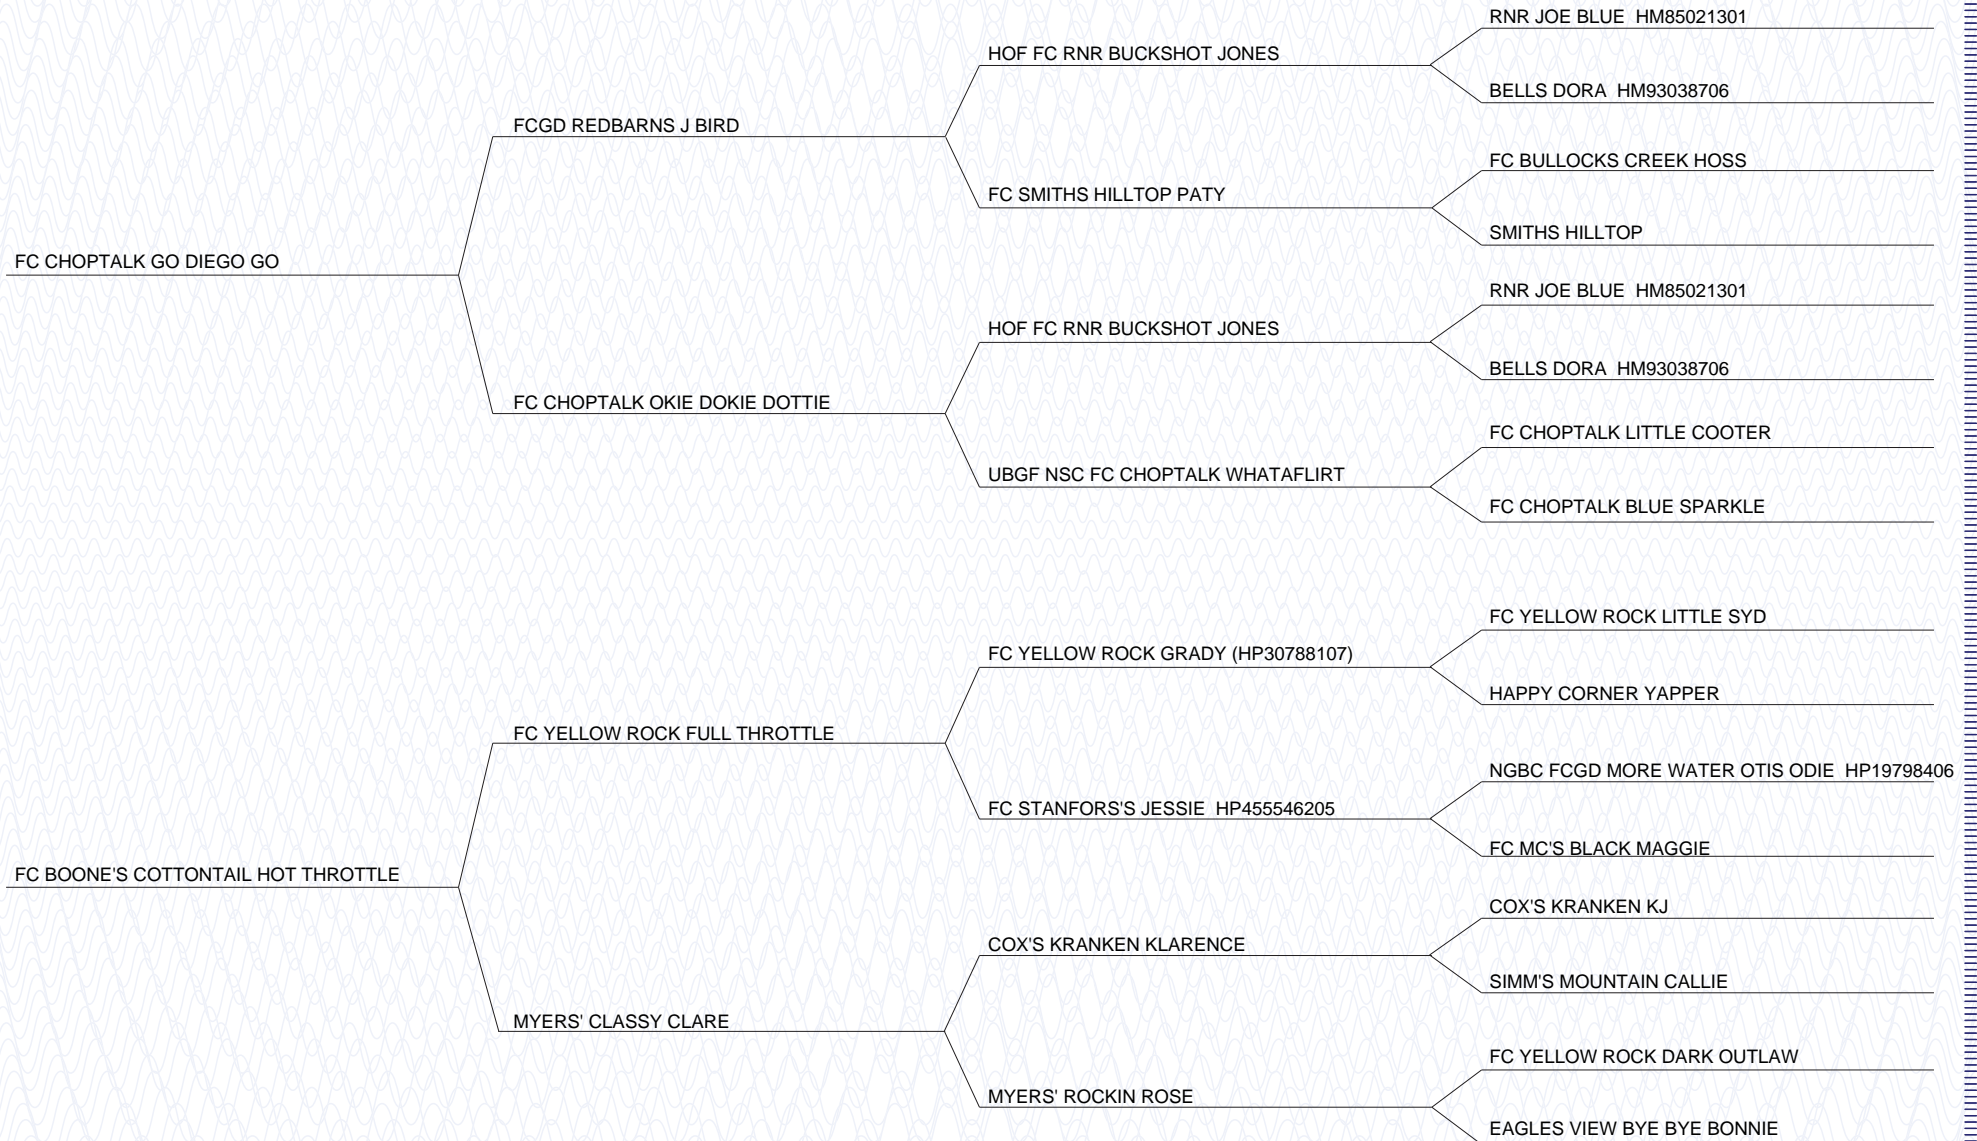 RNR JOE BLUE HM85021301
HOF FC RNR BUCKSHOT JONES
BELLS DORA HM93038706
FCGD REDBARNS J BIRD
FC BULLOCKS CREEK HOSS
FC SMITHS HILLTOP PATY
SMITHS HILLTOP
FC CHOPTALK GO DIEGO GO
RNR JOE BLUE HM85021301
HOF FC RNR BUCKSHOT JONES
BELLS DORA HM93038706
FC CHOPTALK OKIE DOKIE DOTTIE
FC CHOPTALK LITTLE COOTER
UBGF NSC FC CHOPTALK WHATAFLIRT
FC CHOPTALK BLUE SPARKLE
FC YELLOW ROCK LITTLE SYD
FC YELLOW ROCK GRADY (HP30788107)
HAPPY CORNER YAPPER
FC YELLOW ROCK FULL THROTTLE
NGBC FCGD MORE WATER OTIS ODIE HP19798406
FC STANFORS'S JESSIE HP455546205
FC MC'S BLACK MAGGIE
FC BOONE'S COTTONTAIL HOT THROTTLE
COX'S KRANKEN KJ
COX'S KRANKEN KLARENCE
SIMM'S MOUNTAIN CALLIE
MYERS' CLASSY CLARE
FC YELLOW ROCK DARK OUTLAW
MYERS' ROCKIN ROSE
EAGLES VIEW BYE BYE BONNIE